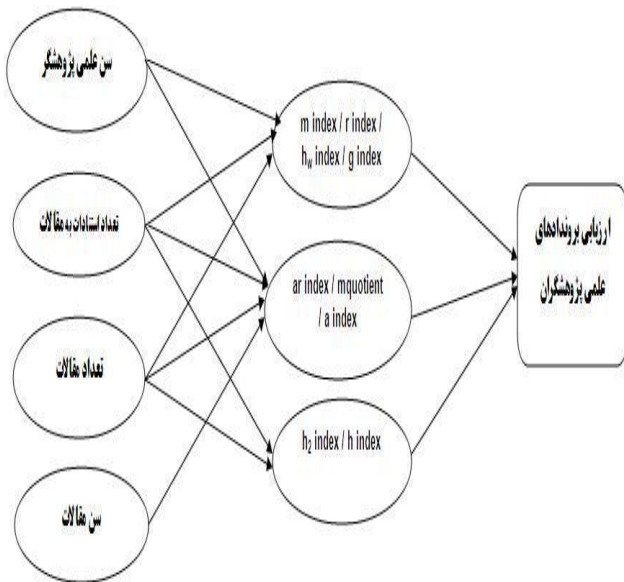 سن علمی پژوهشگر
تعداد استنادات به مقالات
تعداد مقالات
سن مقالات
m index / r index /
h_w index / g index
ar index / mquotient
/ a index
h₂ index / h index
ارزیابی بروندادهای
علمی پژوهشگران